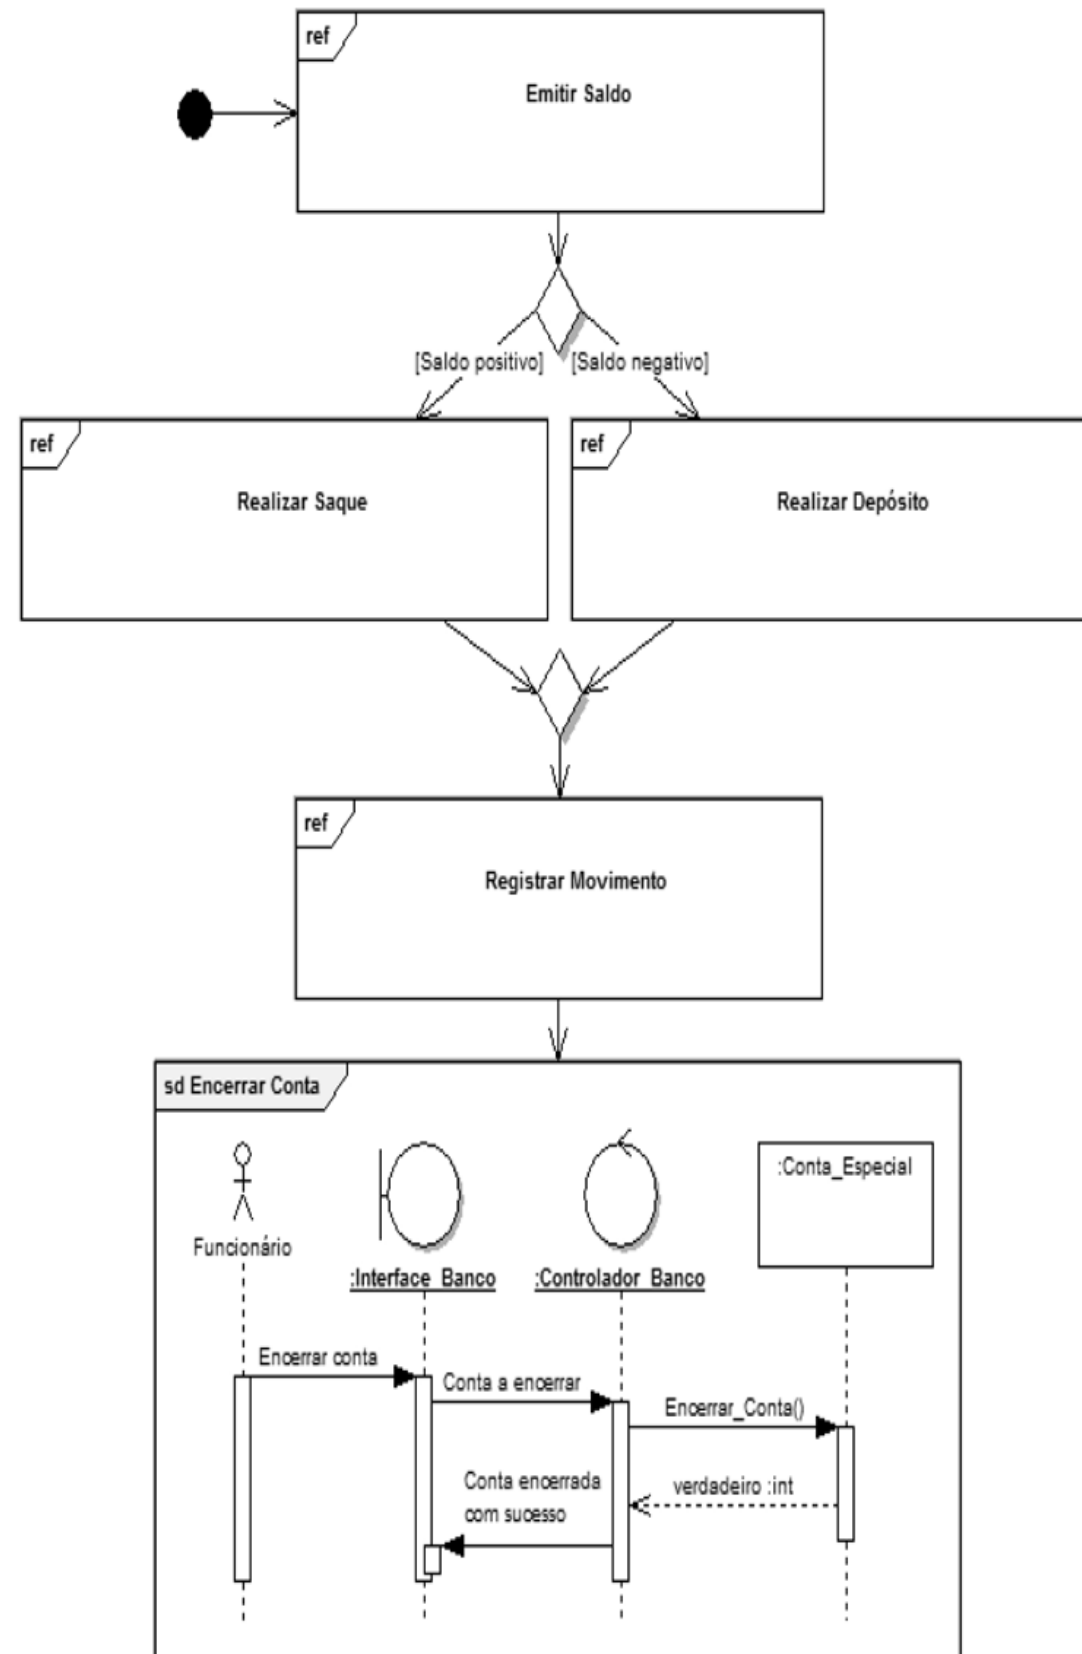 ref
Emitir Saldo
[Saldo positivo]
[Saldo negativo]
ref
Realizar Saque
ref
Realizar Depósito
ref
Registrar Movimento
sd Encerrar Conta
Funcionário
:Interface_Banco
:Controlador_Banco
:Conta_Especial
Encerrar conta
Conta a encerrar
Encerrar_Conta()
verdadeiro :int
Conta encerrada
com sucesso